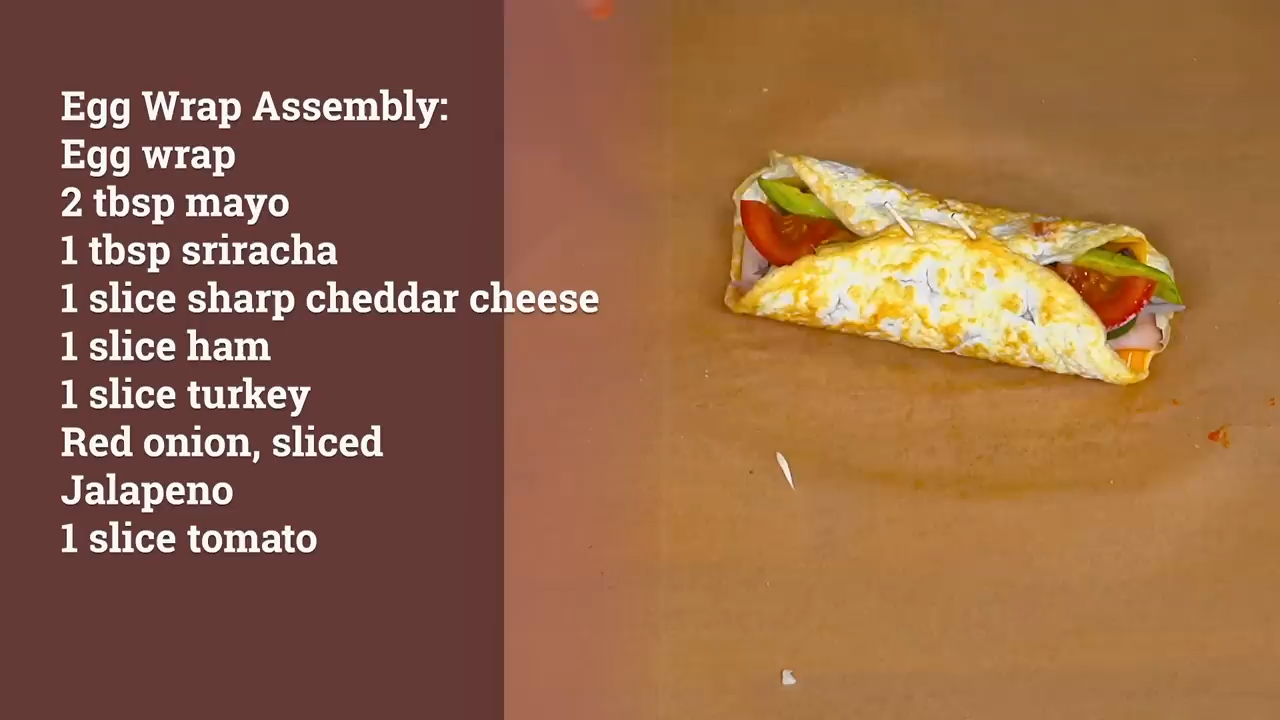 Egg Wrap Assembly:
Egg wrap
2 tbsp mayo
1 tbsp sriracha
1 slice sharp cheddar cheese
1 slice ham
1 slice turkey
Red onion, sliced
Jalapeno
1 slice tomato